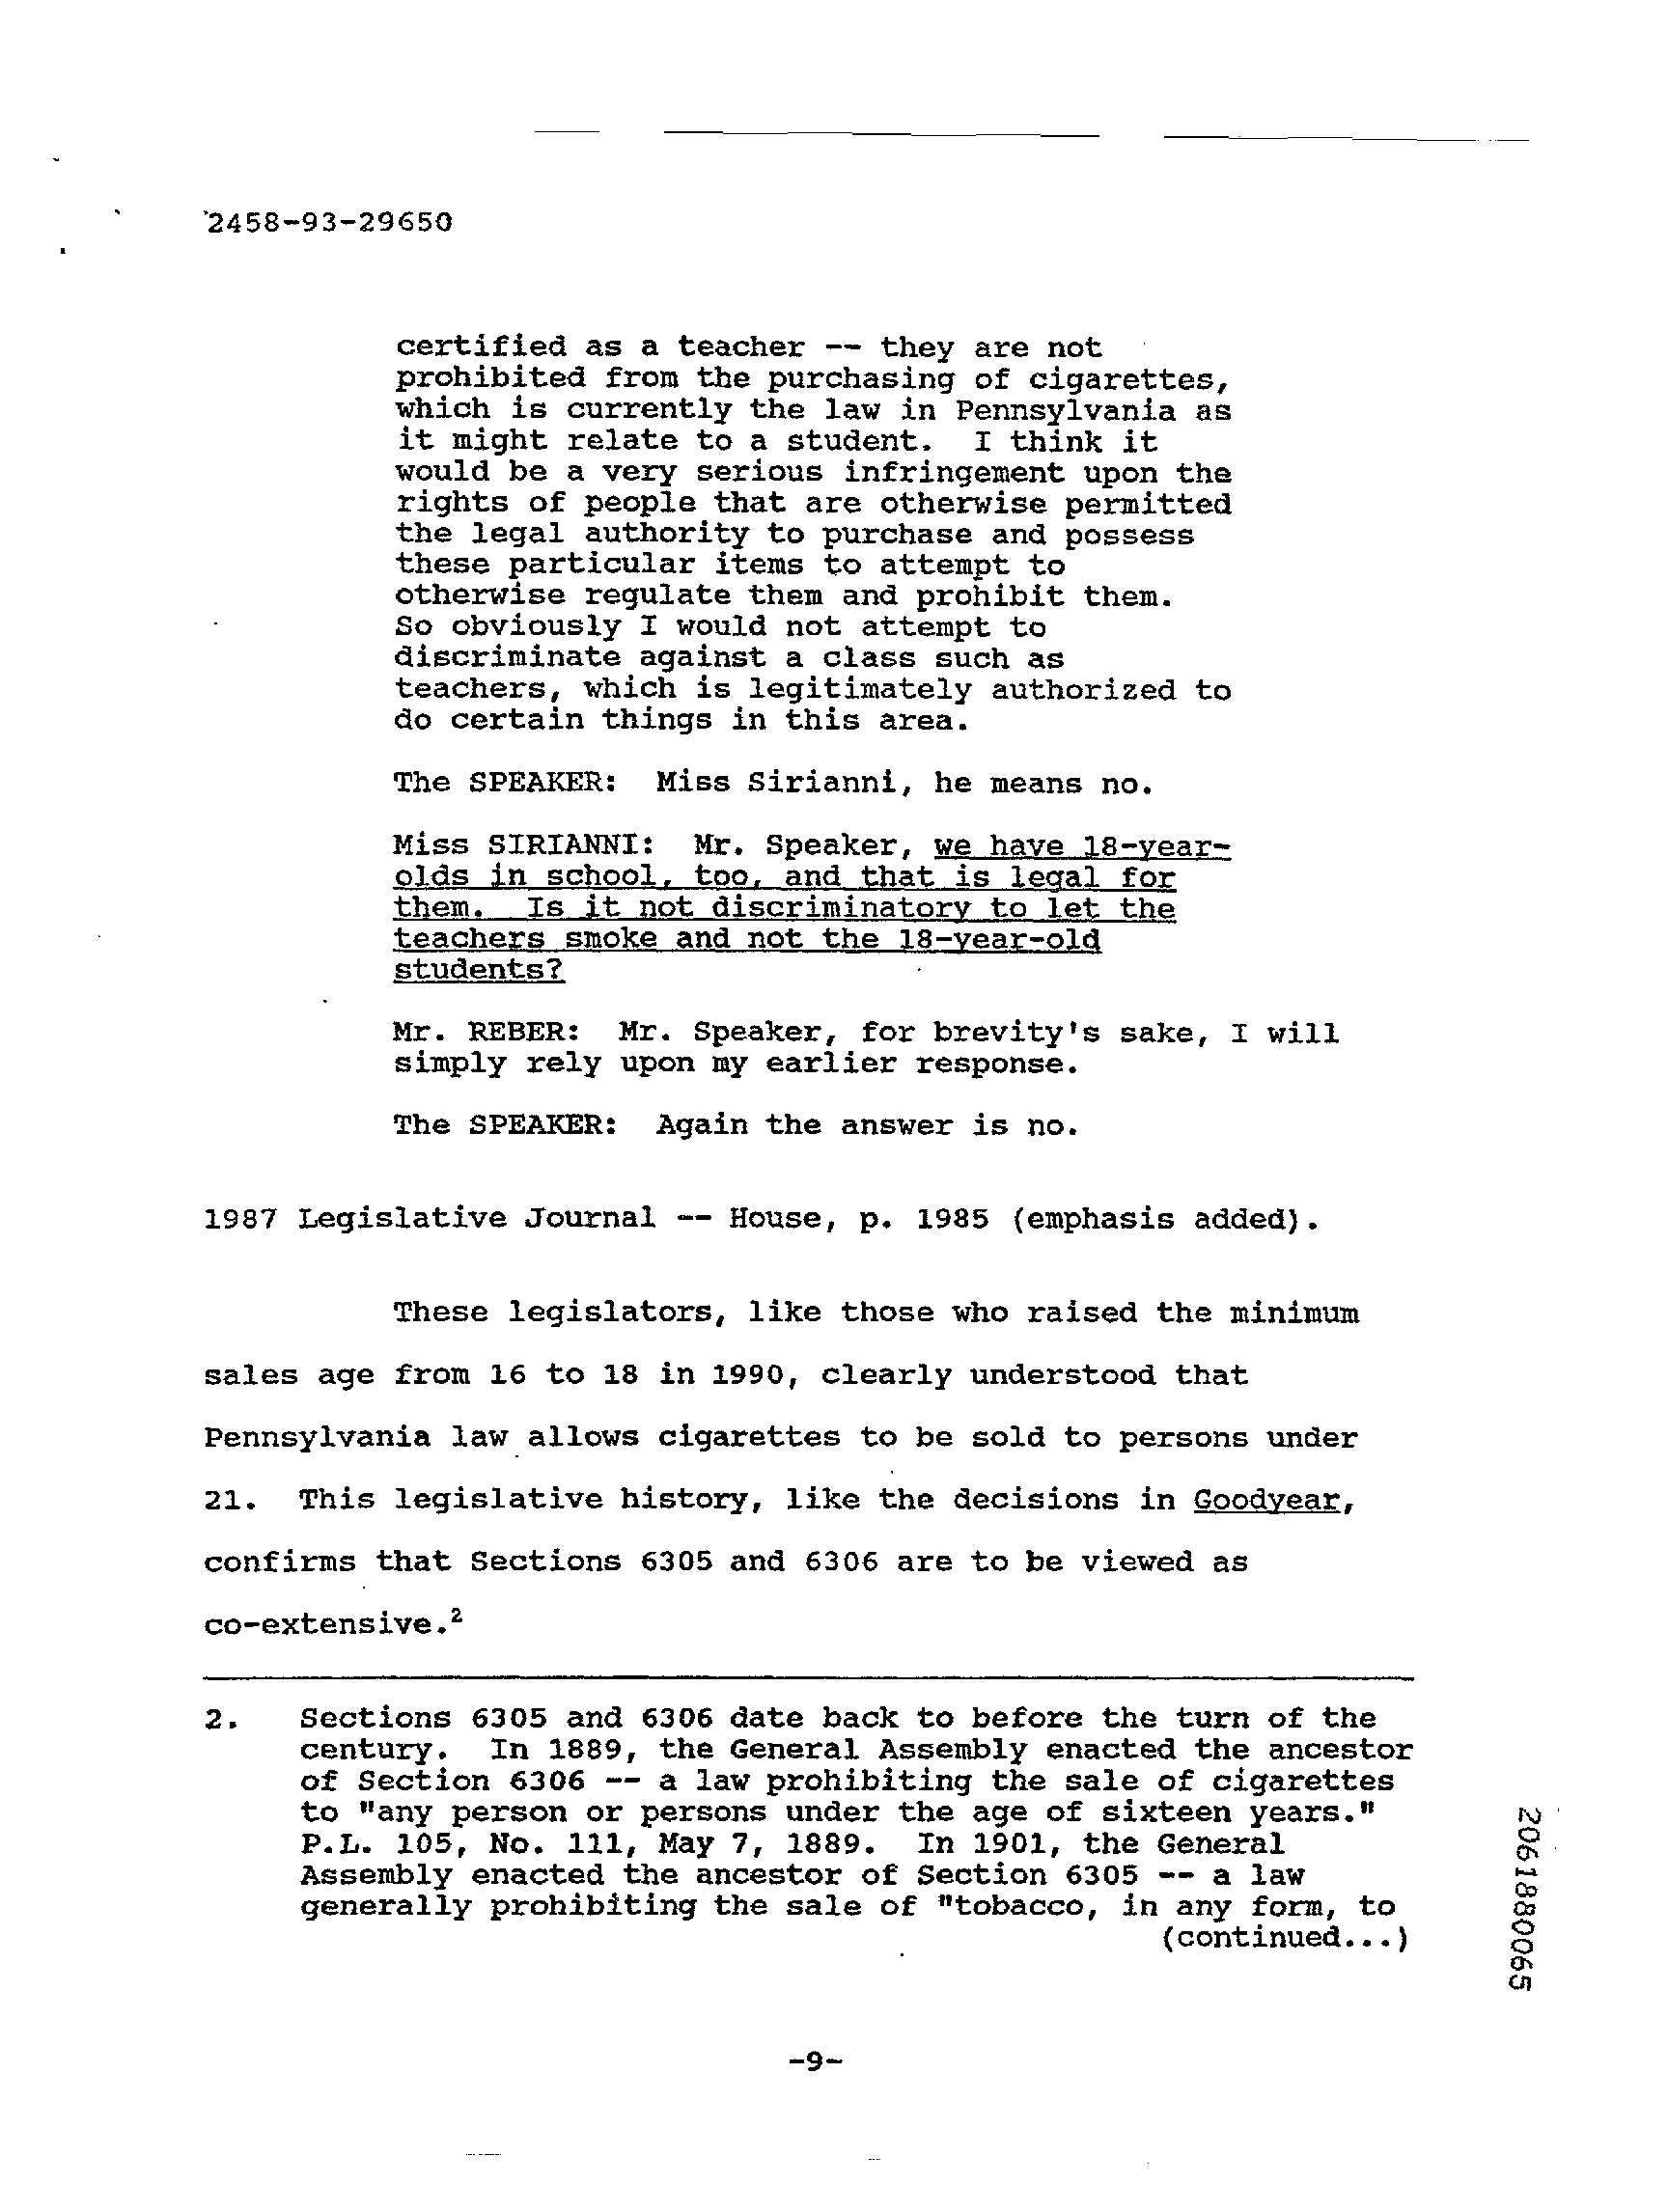 2458-93-29650
certified as a teacher -- they are not
prohibited from the purchasing of cigarettes,
which is currently the law in Pennsylvania as
it might relate to a student. I think it
would be a very serious infringement upon the
rights of people that are otherwise permitted
the legal authority to purchase and possess
these particular items to attempt to
otherwise regulate them and prohibit them.
So obviously I would not attempt to
discriminate against a class such as
teachers, which is legitimately authorized to
do certain things in this area.
The SPEAKER: Miss Sirianni, he means no.
Miss SIRIANNI: Mr. Speaker, we have 18-year-
olds in school, too, and that is legal for
them. Is it not discriminatory to let the
teachers smoke and not the 18-year-old
students?
Mr. REBER: Mr. Speaker, for brevity's sake, I will
simply rely upon my earlier response.
The SPEAKER: Again the answer is no.
1987 Legislative Journal -- House, p. 1985 (emphasis added).
These legislators, like those who raised the minimum
sales age from 16 to 18 in 1990, clearly understood that
Pennsylvania law allows cigarettes to be sold to persons under
21. This legislative history, like the decisions in Goodyear,
confirms that Sections 6305 and 6306 are to be viewed as
co-extensive.2
2. Sections 6305 and 6306 date back to before the turn of the
century. In 1889, the General Assembly enacted the ancestor
of Section 6306 -- a law prohibiting the sale of cigarettes
to "any person or persons under the age of sixteen years."
P.L. 105, No. 111, May 7, 1889. In 1901, the General
Assembly enacted the ancestor of Section 6305 -- a law
generally prohibiting the sale of "tobacco, in any form, to
(continued...)
2061880065
-9-